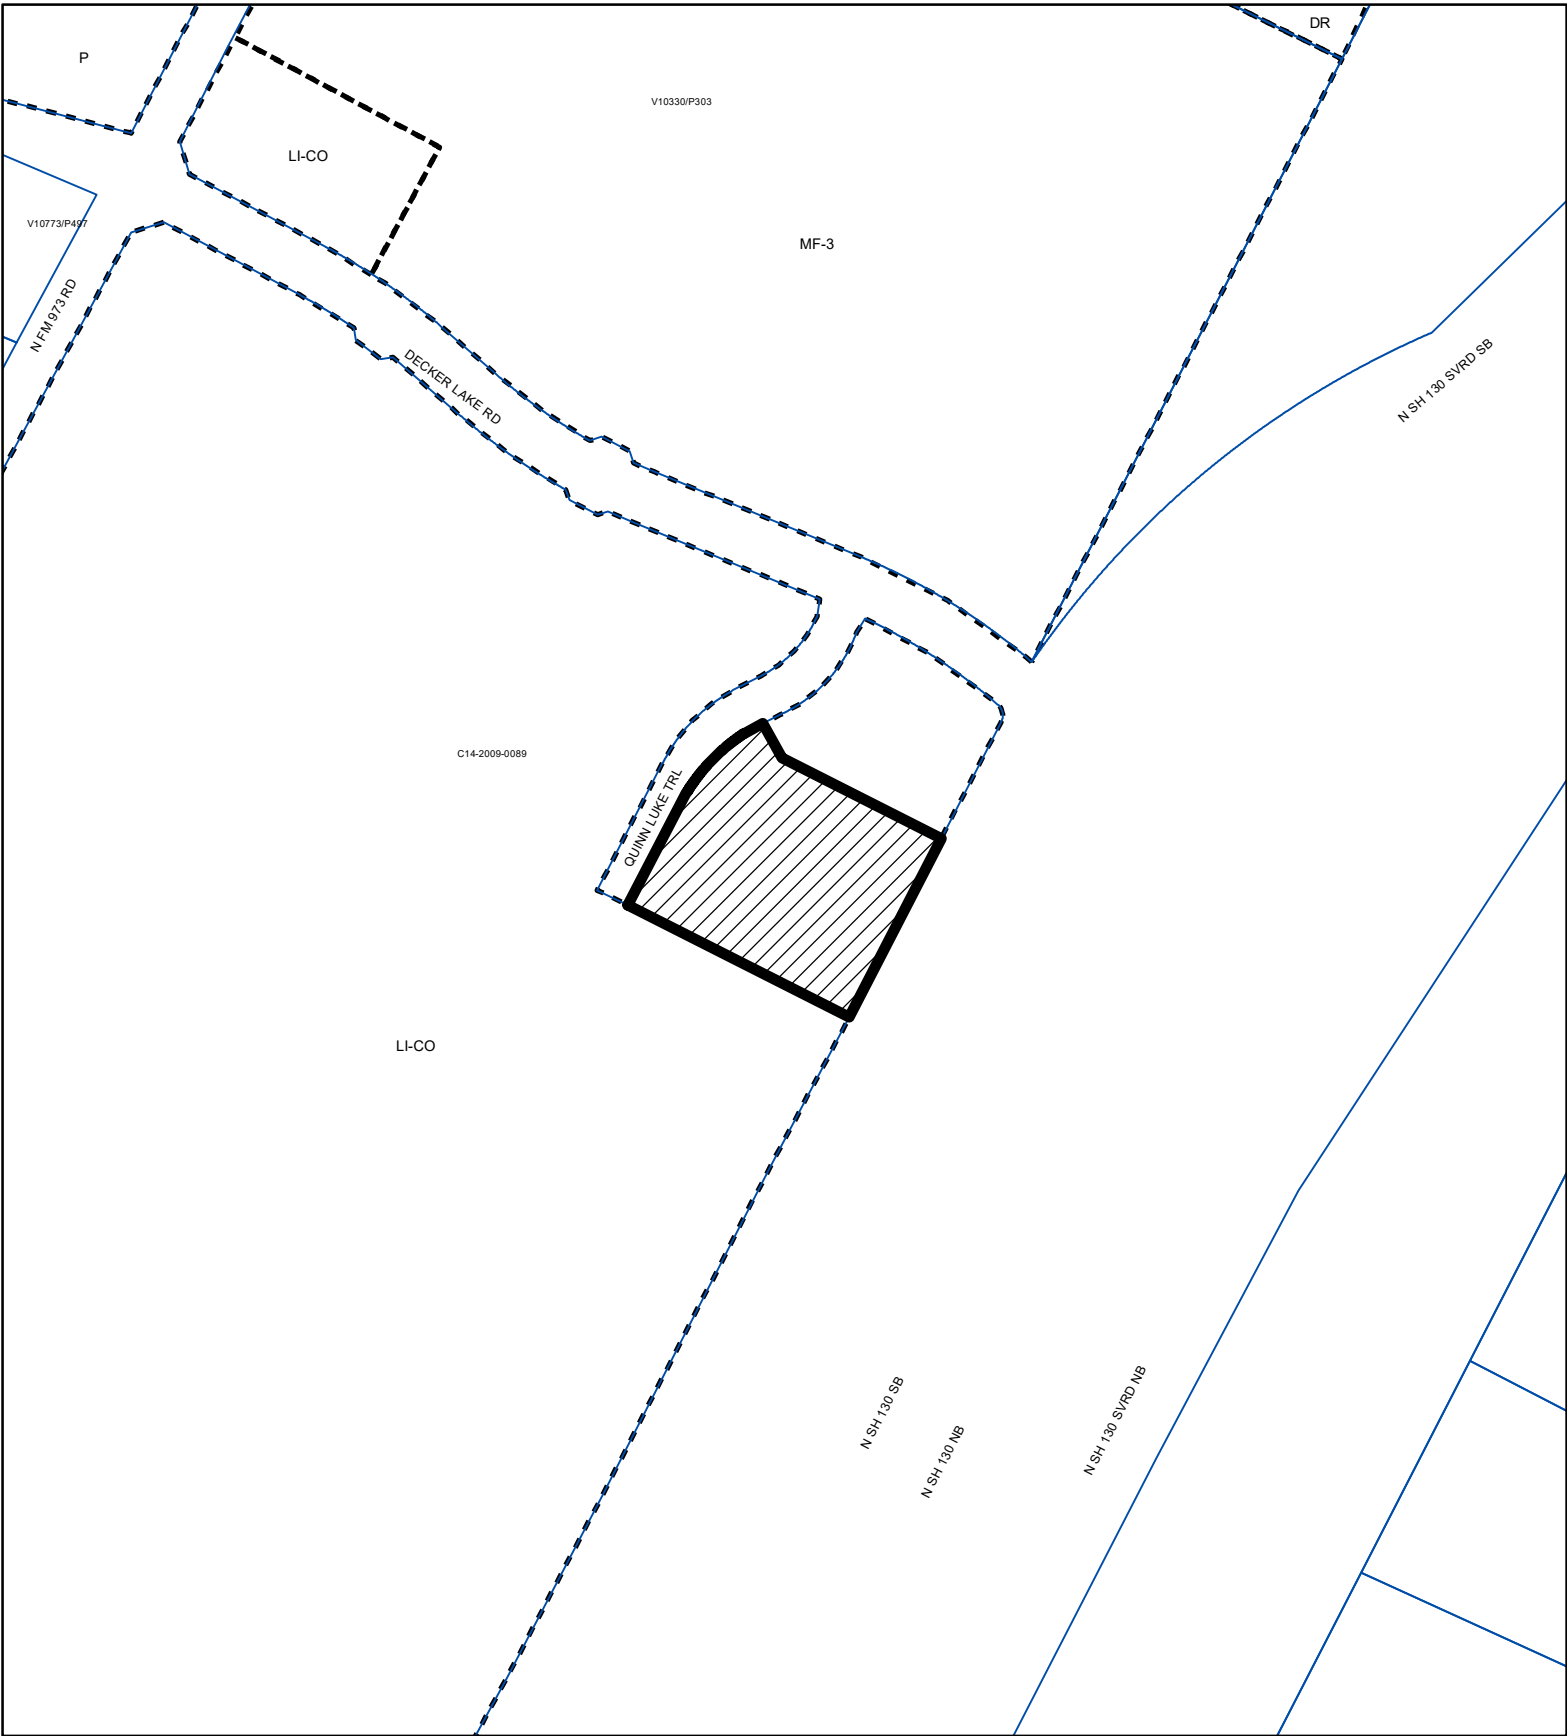 DR
P
V10330/P303
LI-CO
V10773/P497
MF-3
N FM 973 RD
DECKER LAKE RD
N SH 130 SVRD SB
C14-2009-0089
QUINN LUKE TRL
LI-CO
N SH 130 SB
N SH 130 NB
N SH 130 SVRD NB